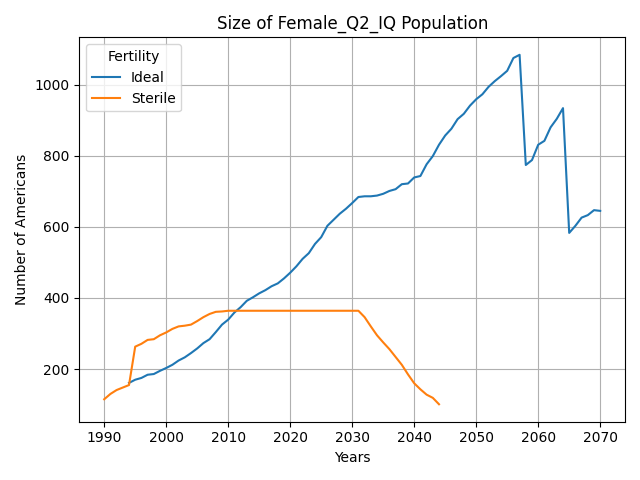 Size of Female_Q2_IQ Population
Fertility
Ideal
Sterile
Number of Americans
1000
800
600
400
200
1990 2000 2010 2020 2030 2040 2050 2060 2070
Years